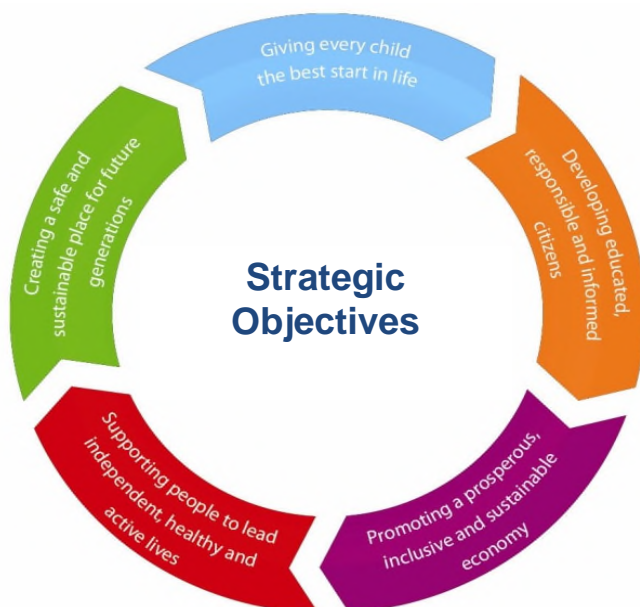 Giving every child
the best start in life
Developing educated,
responsible and informed
citizens
Promoting a prosperous,
inclusive and sustainable
economy
Supporting people to lead
independent, healthy and
active lives
Creating a safe and
sustainable place for future
generations
Strategic
Objectives